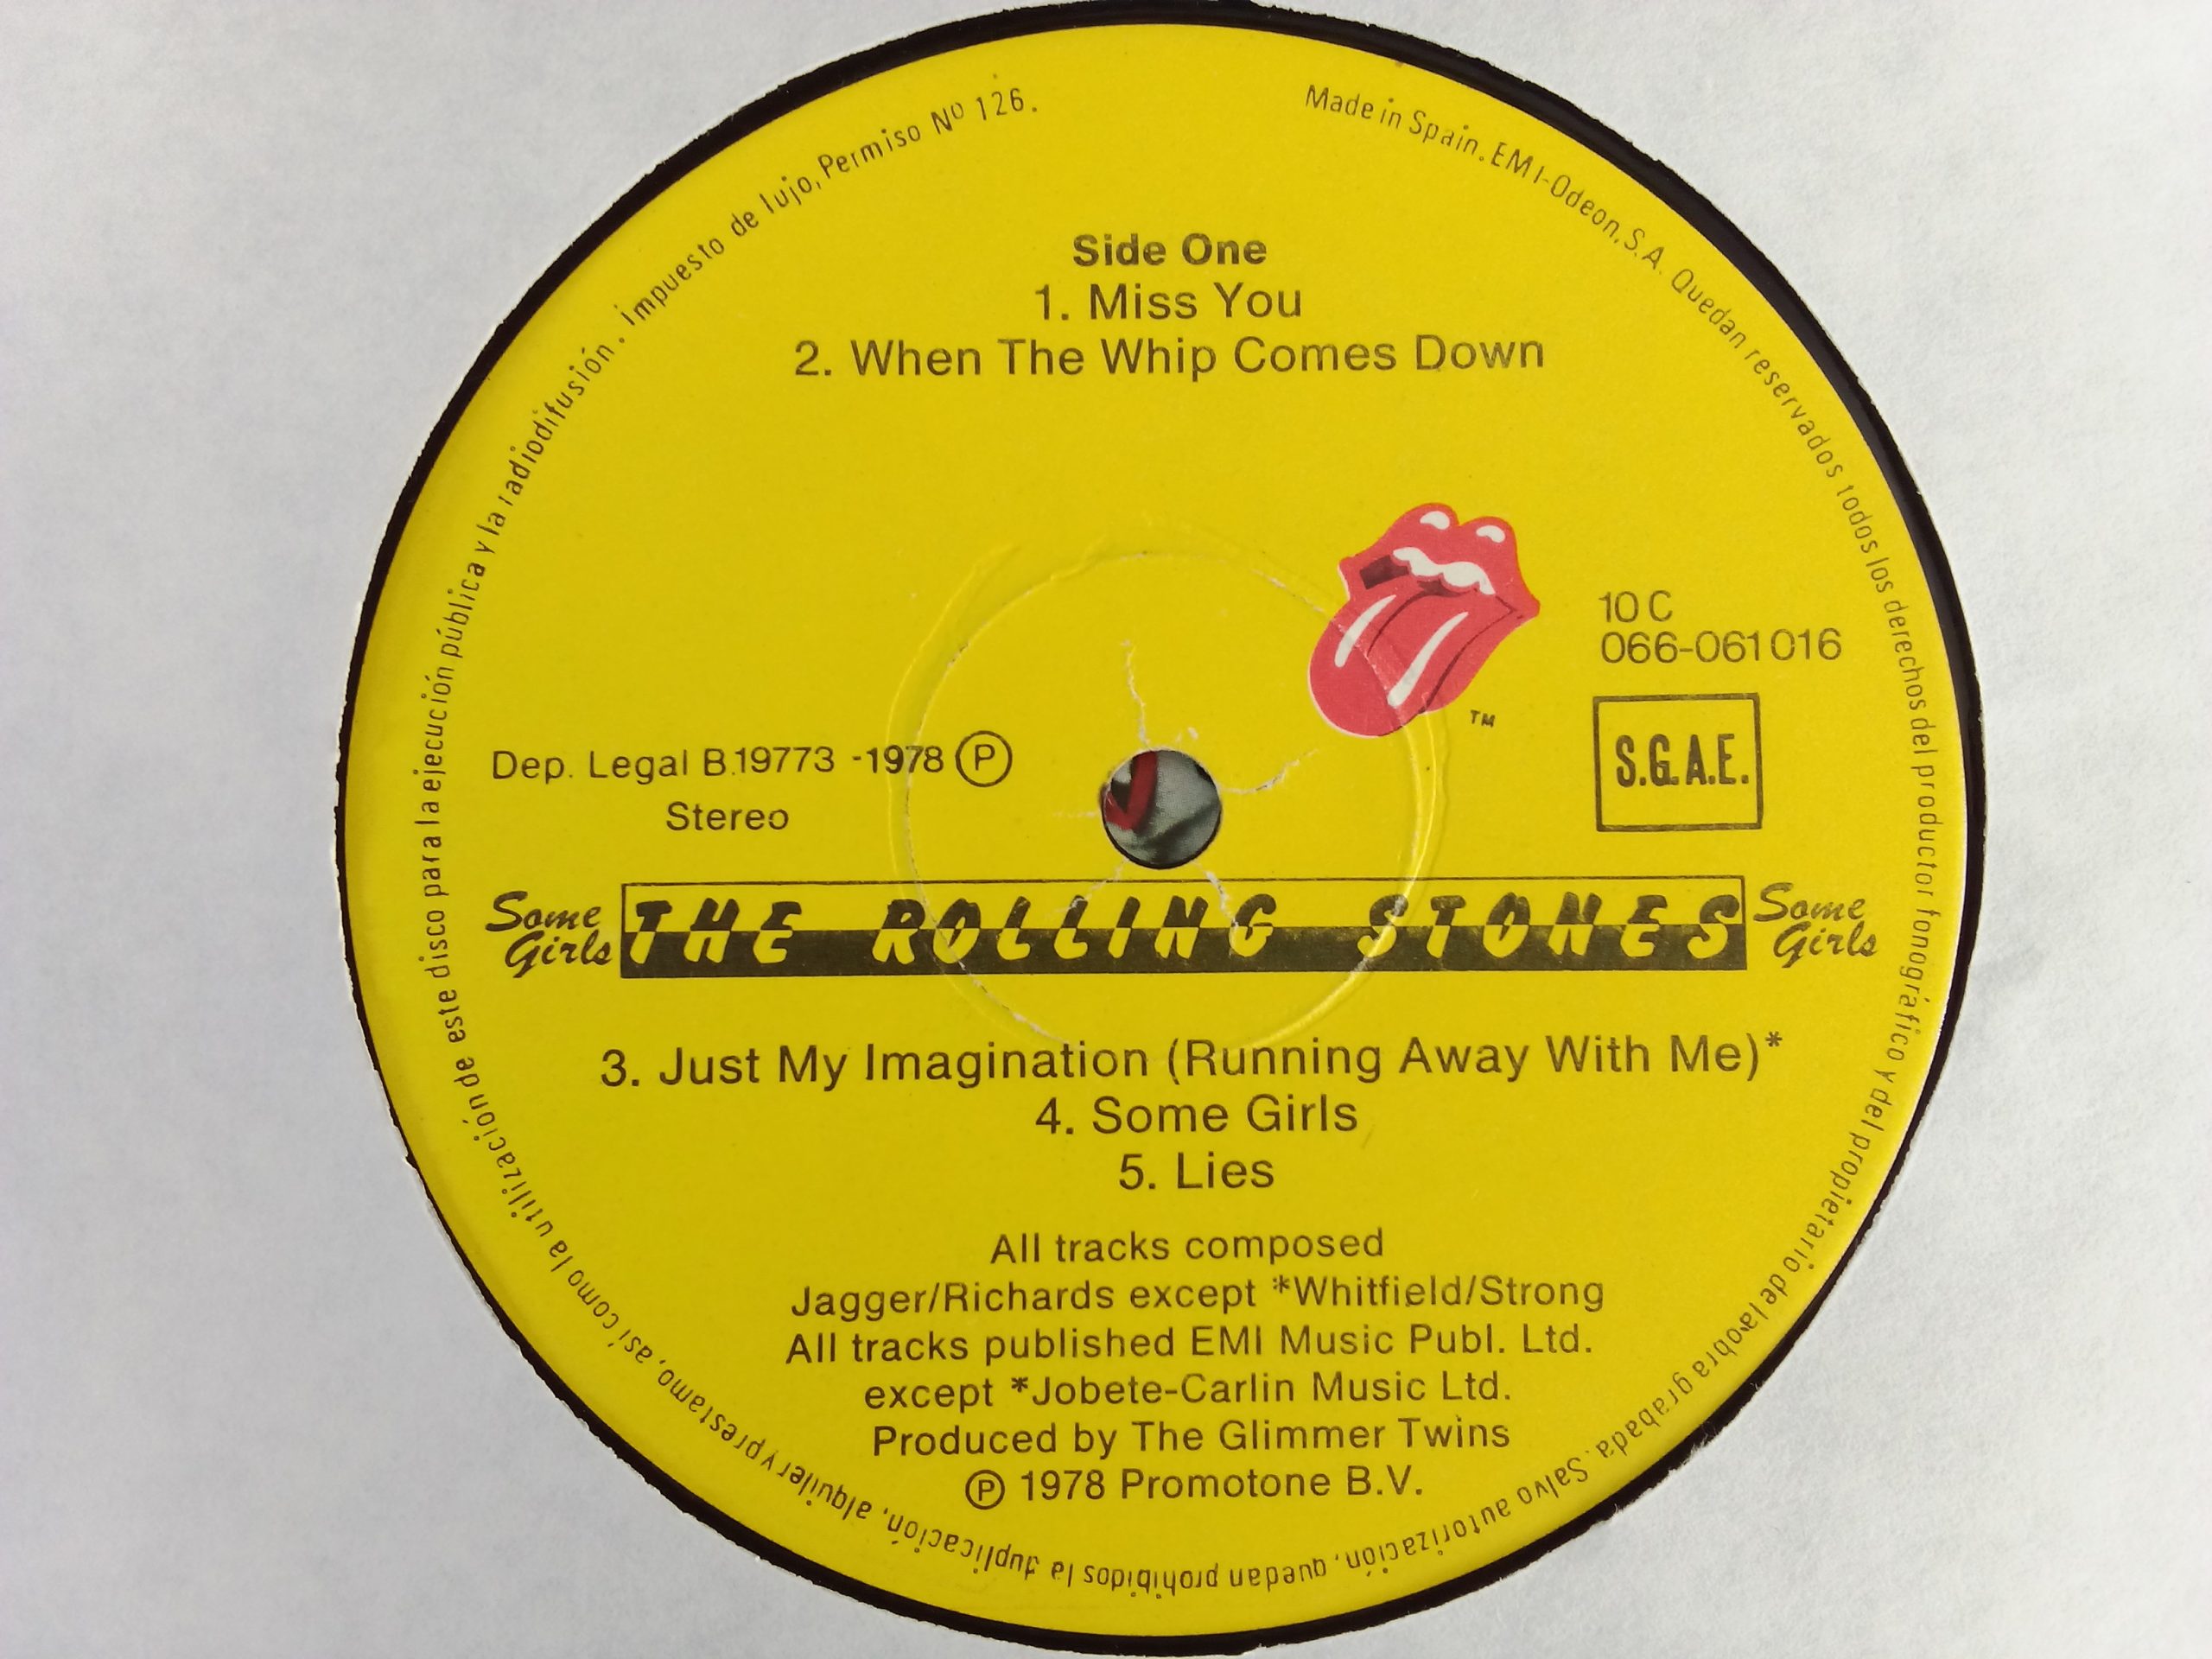 Made in Spain. EMI-Odeon, S.A. Quedan reservados todos los derechos del productor fonográfico y del propietario de la obra grabada. Salvo autorización, quedan prohibidos la duplicación, alquiler y prestamo, así como la utilización de este disco para la ejecución pública y la radiodifusión. Impuesto de lujo, Permiso Nº 126.
Side One
1. Miss You
2. When The Whip Comes Down
TM
10 C
066-061 016
S.G.A.E.
Dep. Legal B.19773 -1978 Ⓟ
Stereo
Some Girls THE ROLLING STONES Some Girls
3. Just My Imagination (Running Away With Me)*
4. Some Girls
5. Lies
All tracks composed
Jagger/Richards except *Whitfield/Strong
All tracks published EMI Music Publ. Ltd.
except *Jobete-Carlin Music Ltd.
Produced by The Glimmer Twins
Ⓟ 1978 Promotone B.V.